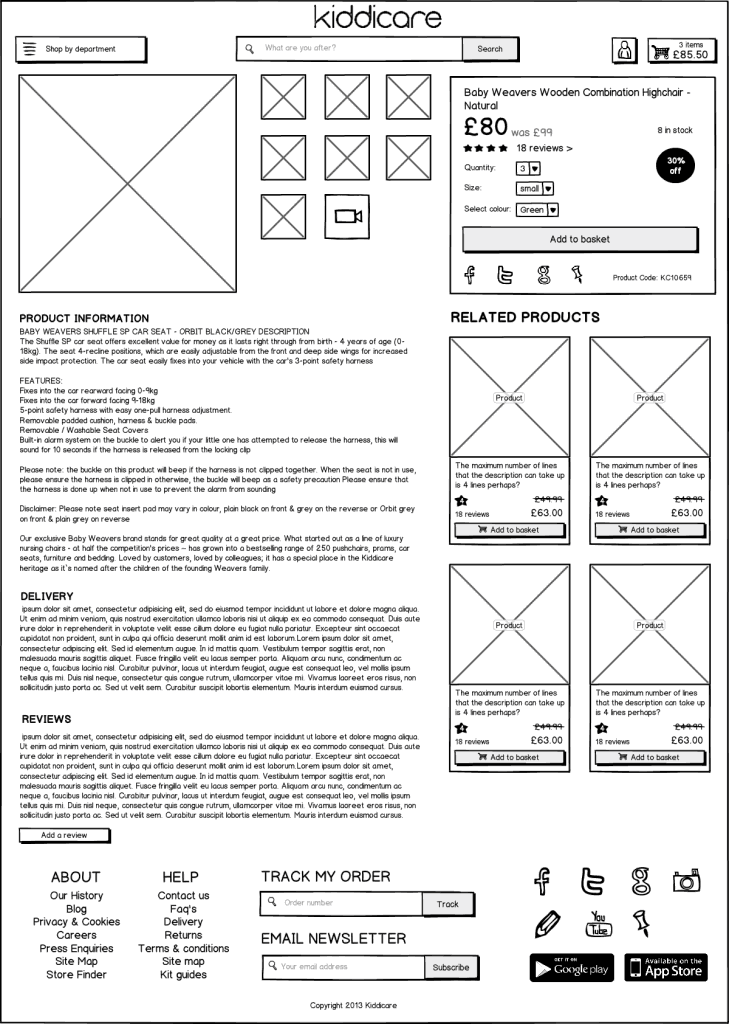 kiddicare
Shop by department
What are you after?
Search
3 items
£85.50
Baby Weavers Wooden Combination Highchair -
Natural
£80 was £99
8 in stock
18 reviews >
30%
off
Quantity: 3
Size: small
Select colour: Green
Add to basket
Product Code: KC10659
PRODUCT INFORMATION
BABY WEAVERS SHUFFLE SP CAR SEAT - ORBIT BLACK/GREY DESCRIPTION
The Shuffle SP car seat offers excellent value for money as it lasts right through from birth - 4 years of age (0-
18kg). The seat 4-recline positions, which are easily adjustable from the front and deep side wings for increased
side impact protection. The car seat easily fixes into your vehicle with the car's 3-point safety harness
FEATURES:
Fixes into the car rearward facing 0-9kg
Fixes into the car forward facing 9-18kg
5-point safety harness with easy one-pull harness adjustment.
Removable padded cushion, harness & buckle pads.
Removable / Washable Seat Covers
Built-in alarm system on the buckle to alert you if your little one has attempted to release the harness, this will
sound for 10 seconds if the harness is released from the locking clip
Please note: the buckle on this product will beep if the harness is not clipped together. When the seat is not in use,
please ensure the harness is clipped in otherwise, the buckle will beep as a safety precaution Please ensure that
the harness is done up when not in use to prevent the alarm from sounding
Disclaimer: Please note seat insert pad may vary in colour, plain black on front & grey on the reverse or Orbit grey
on front & plain grey on reverse
Our exclusive Baby Weavers brand stands for great quality at a great price. What started out as a line of luxury
nursing chairs - at half the competition's prices – has grown into a bestselling range of 250 pushchairs, prams, car
seats, furniture and bedding. Loved by customers, loved by colleagues; it has a special place in the Kiddicare
heritage as it's named after the children of the founding Weavers family.
DELIVERY
ipsum dolor sit amet, consectetur adipisicing elit, sed do eiusmod tempor incididunt ut labore et dolore magna aliqua.
Ut enim ad minim veniam, quis nostrud exercitation ullamco laboris nisi ut aliquip ex ea commodo consequat. Duis aute
irure dolor in reprehenderit in voluptate velit esse cillum dolore eu fugiat nulla pariatur. Excepteur sint occaecat
cupidatat non proident, sunt in culpa qui officia deserunt mollit anim id est laborum.Lorem ipsum dolor sit amet,
consectetur adipiscing elit. Sed id elementum augue. In id mattis quam. Vestibulum tempor scelerisque erat, non
malesuada mauris sagittis aliquet. Fusce fringilla velit eu lacus semper porta. Aliquam arcu nunc, condimentum ac
neque a, faucibus lacinia nisl. Curabitur pulvinar, lacus ut interdum feugiat, augue est consequat leo, vel mollis ipsum
tellus quis mi. Duis nisl neque, consectetur quis congue rutrum, ullamcorper vitae orci. Vivamus laoreet eros risus, non
sollicitudin justo porta ac. Sed ut velit sem. Curabitur suscipit lobortis elementum. Mauris interdum euismod cursus.
REVIEWS
ipsum dolor sit amet, consectetur adipisicing elit, sed do eiusmod tempor incididunt ut labore et dolore magna aliqua.
Ut enim ad minim veniam, quis nostrud exercitation ullamco laboris nisi ut aliquip ex ea commodo consequat. Duis aute
irure dolor in reprehenderit in voluptate velit esse cillum dolore eu fugiat nulla pariatur. Excepteur sint occaecat
cupidatat non proident, sunt in culpa qui officia deserunt mollit anim id est laborum.Lorem ipsum dolor sit amet,
consectetur adipiscing elit. Sed id elementum augue. In id mattis quam. Vestibulum tempor scelerisque erat, non
malesuada mauris sagittis aliquet. Fusce fringilla velit eu lacus semper porta. Aliquam arcu nunc, condimentum ac
neque a, faucibus lacinia nisl. Curabitur pulvinar, lacus ut interdum feugiat, augue est consequat leo, vel mollis ipsum
tellus quis mi. Duis nisl neque, consectetur quis congue rutrum, ullamcorper vitae orci. Vivamus laoreet eros risus, non
sollicitudin justo porta ac. Sed ut velit sem. Curabitur suscipit lobortis elementum. Mauris interdum euismod cursus.
Add a review
RELATED PRODUCTS
Product
The maximum number of lines
that the description can take up
is 4 lines perhaps?
4
£49.99
18 reviews
£63.00
Add to basket
Product
The maximum number of lines
that the description can take up
is 4 lines perhaps?
4
£49.99
18 reviews
£63.00
Add to basket
Product
The maximum number of lines
that the description can take up
is 4 lines perhaps?
4
£49.99
18 reviews
£63.00
Add to basket
Product
The maximum number of lines
that the description can take up
is 4 lines perhaps?
4
£49.99
18 reviews
£63.00
Add to basket
ABOUT
Our History
Blog
Privacy & Cookies
Careers
Press Enquiries
Site Map
Store Finder
HELP
Contact us
Faq's
Delivery
Returns
Terms & conditions
Site map
Kit guides
TRACK MY ORDER
Order number
Track
EMAIL NEWSLETTER
Your email address
Subscribe
You
Tube
GET IT ON
Google play
Available on the
App Store
Copyright 2013 Kiddicare